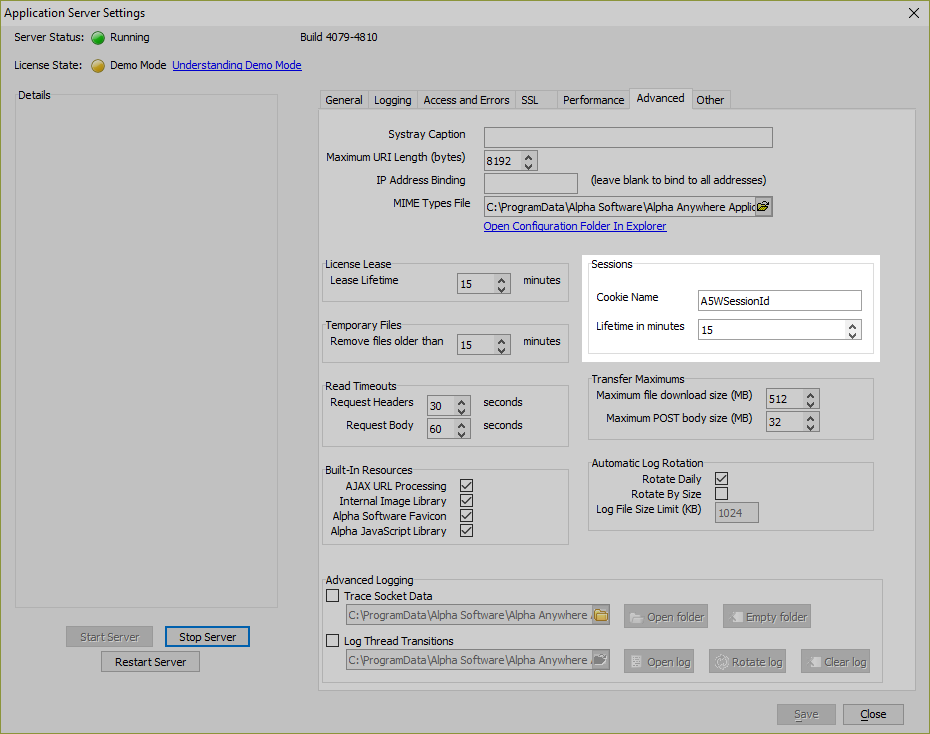 Application Server Settings
Server Status: Running Build 4079-4810
License State: Demo Mode Understanding Demo Mode
Details
General Logging Access and Errors SSL Performance Advanced Other
Systray Caption
Maximum URI Length (bytes) 8192
IP Address Binding (leave blank to bind to all addresses)
MIME Types File C:\ProgramData\Alpha Software\Alpha Anywhere Applic
Open Configuration Folder In Explorer
License Lease
Lease Lifetime 15 minutes
Sessions
Cookie Name A5WSessionId
Lifetime in minutes 15
Temporary Files
Remove files older than 15 minutes
Read Timeouts
Request Headers 30 seconds
Request Body 60 seconds
Transfer Maximums
Maximum file download size (MB) 512
Maximum POST body size (MB) 32
Built-In Resources
AJAX URL Processing
Internal Image Library
Alpha Software Favicon
Alpha JavaScript Library
Automatic Log Rotation
Rotate Daily
Rotate By Size
Log File Size Limit (KB) 1024
Advanced Logging
Trace Socket Data
C:\ProgramData\Alpha Software\Alpha Anywhere Open folder Empty folder
Log Thread Transitions
C:\ProgramData\Alpha Software\Alpha Anywhere Open log Rotate log Clear log
Start Server Stop Server
Restart Server
Save Close